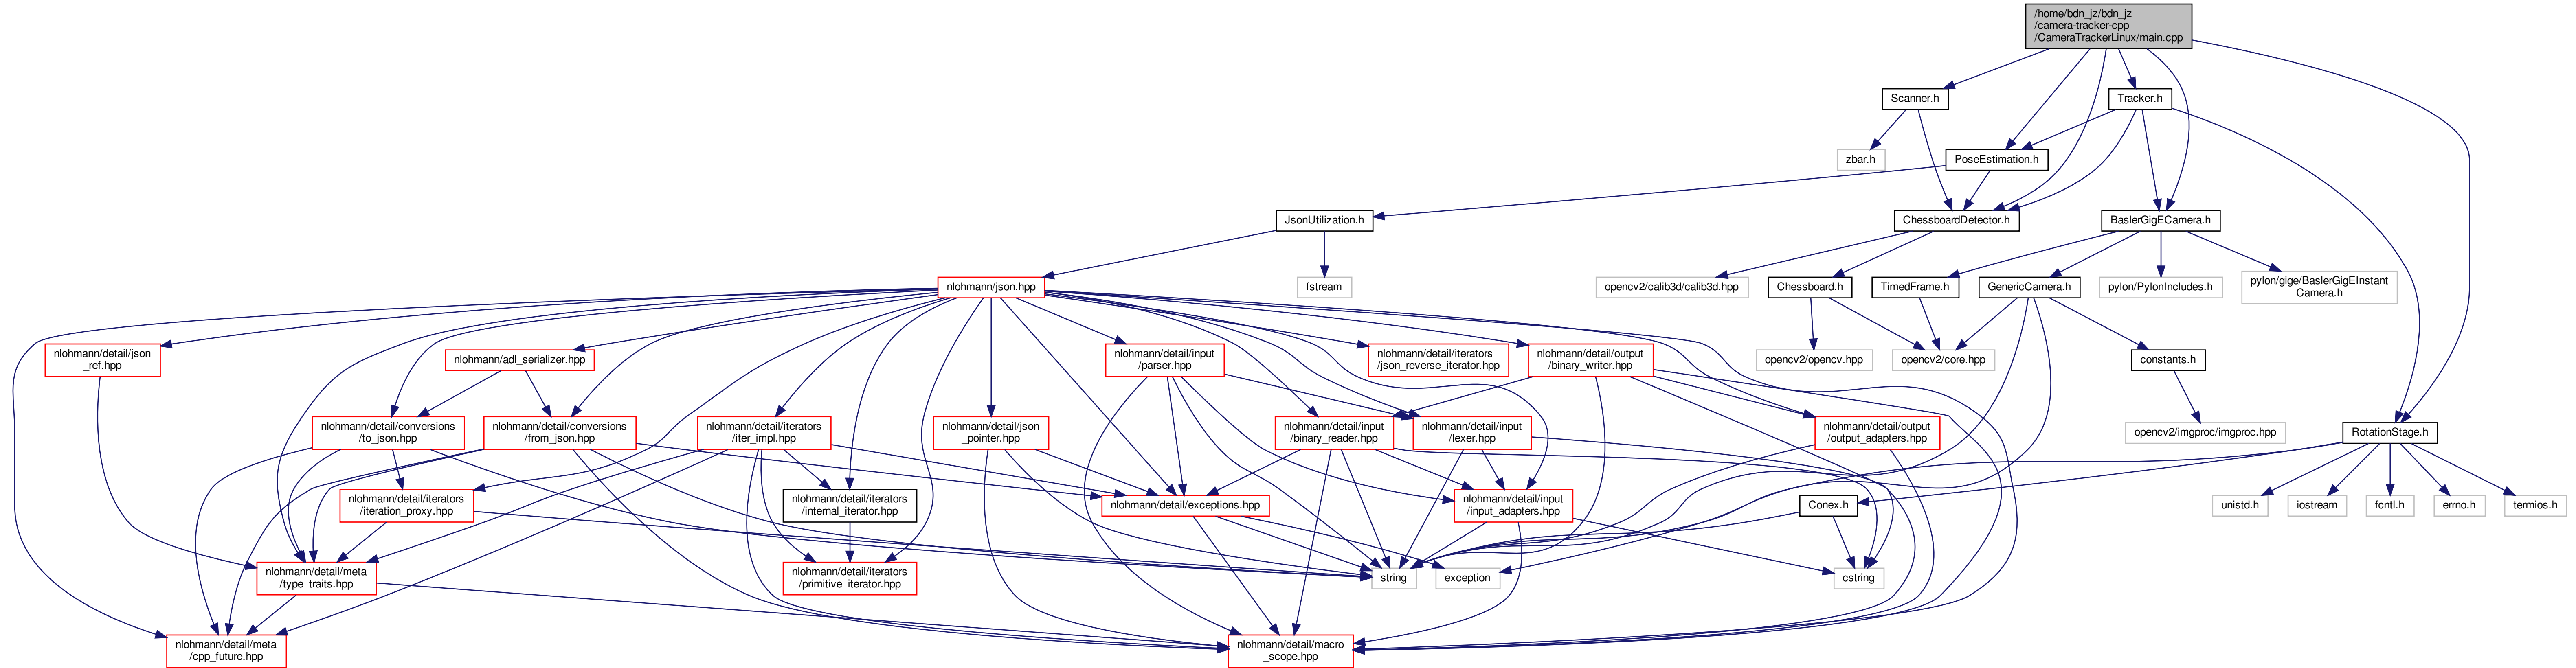 /home/bdn_jz/bdn_jz
/camera-tracker-cpp
/CameraTrackerLinux/main.cpp
Scanner.h
Tracker.h
zbar.h
PoseEstimation.h
JsonUtilization.h
ChessboardDetector.h
BaslerGigECamera.h
nlohmann/json.hpp
fstream
opencv2/calib3d/calib3d.hpp
Chessboard.h
TimedFrame.h
GenericCamera.h
pylon/PylonIncludes.h
pylon/gige/BaslerGigEInstant
Camera.h
nlohmann/detail/json
_ref.hpp
nlohmann/adl_serializer.hpp
nlohmann/detail/input
/parser.hpp
nlohmann/detail/iterators
/json_reverse_iterator.hpp
nlohmann/detail/output
/binary_writer.hpp
opencv2/opencv.hpp
opencv2/core.hpp
constants.h
nlohmann/detail/conversions
/to_json.hpp
nlohmann/detail/conversions
/from_json.hpp
nlohmann/detail/iterators
/iter_impl.hpp
nlohmann/detail/json
_pointer.hpp
nlohmann/detail/input
/binary_reader.hpp
nlohmann/detail/input
/lexer.hpp
nlohmann/detail/output
/output_adapters.hpp
opencv2/imgproc/imgproc.hpp
RotationStage.h
nlohmann/detail/iterators
/iteration_proxy.hpp
nlohmann/detail/iterators
/internal_iterator.hpp
nlohmann/detail/exceptions.hpp
nlohmann/detail/input
/input_adapters.hpp
Conex.h
unistd.h
iostream
fcntl.h
errno.h
termios.h
nlohmann/detail/meta
/type_traits.hpp
nlohmann/detail/iterators
/primitive_iterator.hpp
string
exception
cstring
nlohmann/detail/meta
/cpp_future.hpp
nlohmann/detail/macro
_scope.hpp